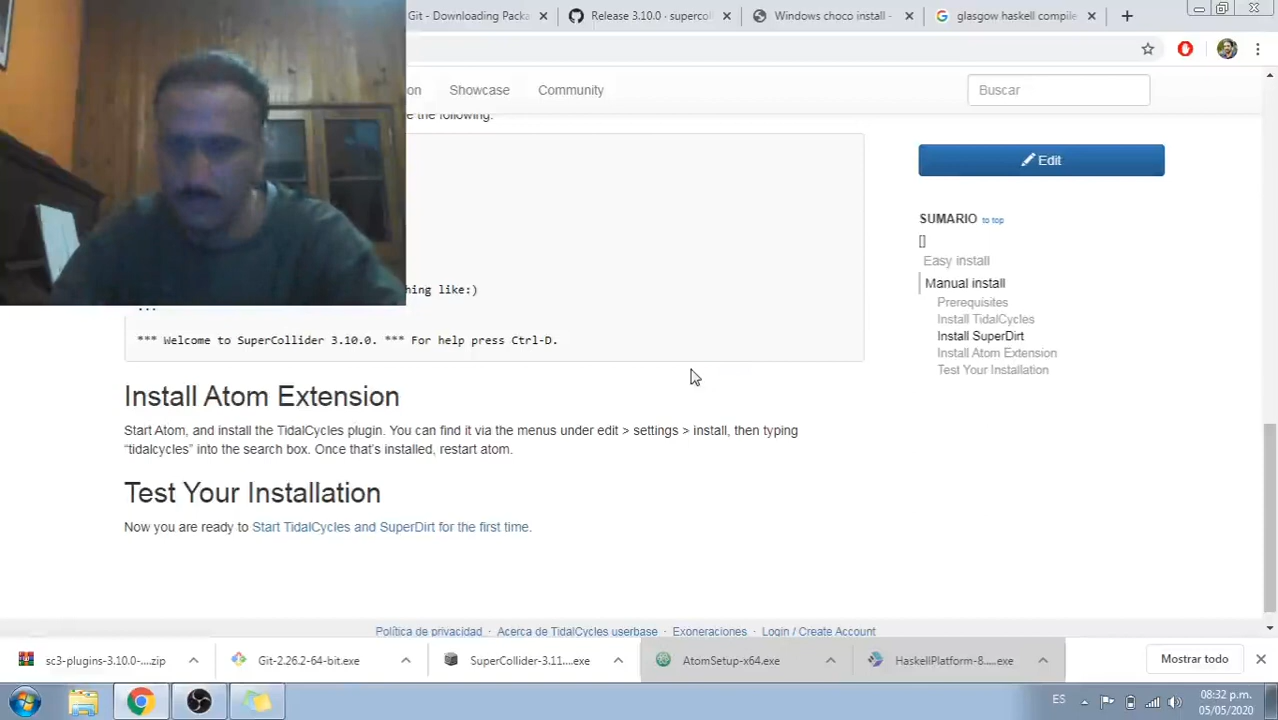 Git - Downloading Packa
Release 3.10.0 · supercol
Windows choco install -
glasgow haskell compile
on
Showcase
Community
Buscar
e the following:
Edit
SUMARIO to top
[]
Easy install
Manual install
Prerequisites
Install TidalCycles
Install SuperDirt
Install Atom Extension
Test Your Installation
hing like:)
...
*** Welcome to SuperCollider 3.10.0. *** For help press Ctrl-D.
Install Atom Extension
Start Atom, and install the TidalCycles plugin. You can find it via the menus under edit > settings > install, then typing
“tidalcycles” into the search box. Once that’s installed, restart atom.
Test Your Installation
Now you are ready to Start TidalCycles and SuperDirt for the first time.
Política de privacidad · Acerca de TidalCycles userbase · Exoneraciones · Login / Create Account
sc3-plugins-3.10.0-....zip
Git-2.26.2-64-bit.exe
SuperCollider-3.11....exe
AtomSetup-x64.exe
HaskellPlatform-8.....exe
Mostrar todo
ES
08:32 p.m.
05/05/2020